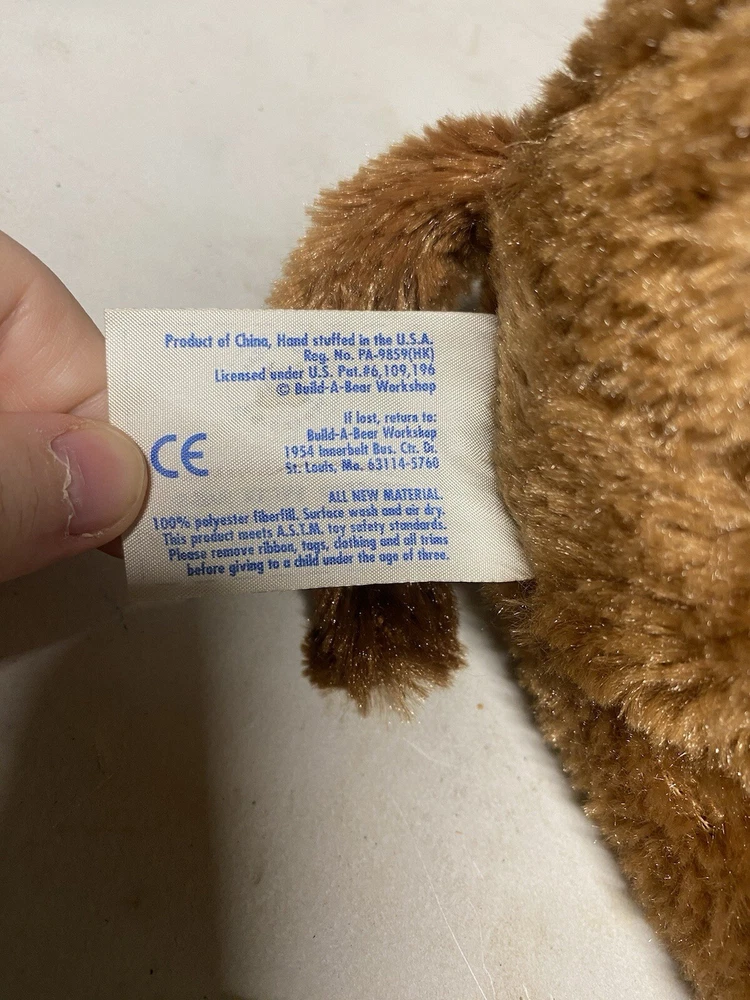 Product of China, Hand stuffed in the U.S.A.
Reg. No. PA-9859(HK)
Licensed under U.S. Pat.#6,109,196
© Build-A-Bear Workshop
If lost, return to:
Build-A-Bear Workshop
1954 Innerbelt Bus. Ctr. Dr.
St. Louis, Mo. 63114-5760
CE
ALL NEW MATERIAL.
100% polyester fiberfill. Surface wash and air dry.
This product meets A.S.T.M. toy safety standards.
Please remove ribbon, tags, clothing and all trims
before giving to a child under the age of three.